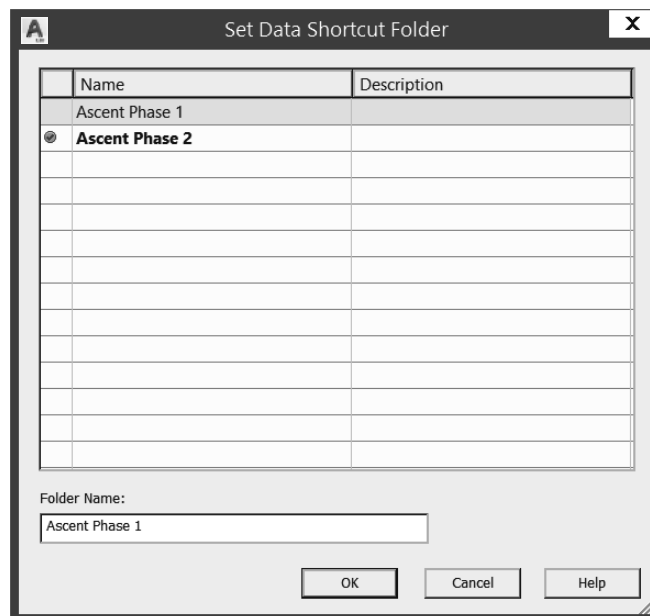 Set Data Shortcut Folder
X
Name
Description
Ascent Phase 1
Ascent Phase 2
Folder Name:
Ascent Phase 1
OK
Cancel
Help